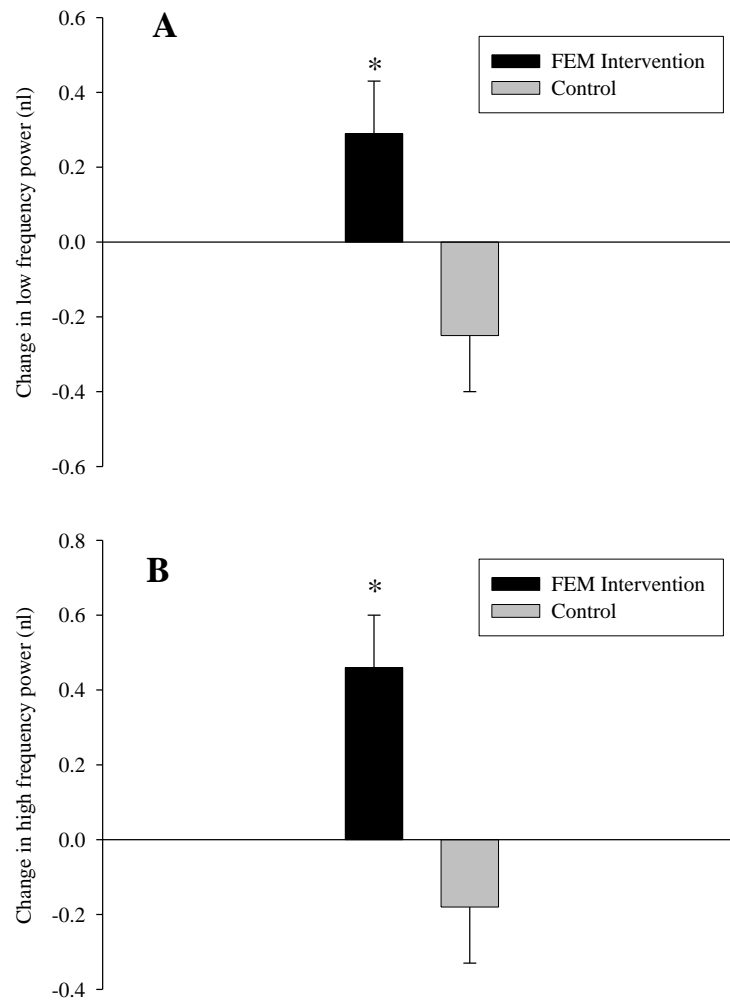 A
*
FEM Intervention
Control
Change in low frequency power (nl)
0.6
0.4
0.2
0.0
-0.2
-0.4
-0.6
B
*
FEM Intervention
Control
Change in high frequency power (nl)
0.8
0.6
0.4
0.2
0.0
-0.2
-0.4